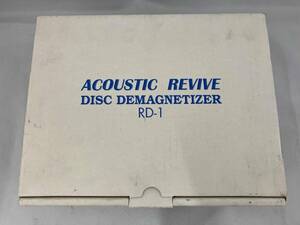 ACOUSTIC REVIVE
DISC DEMAGNETIZER
RD-1